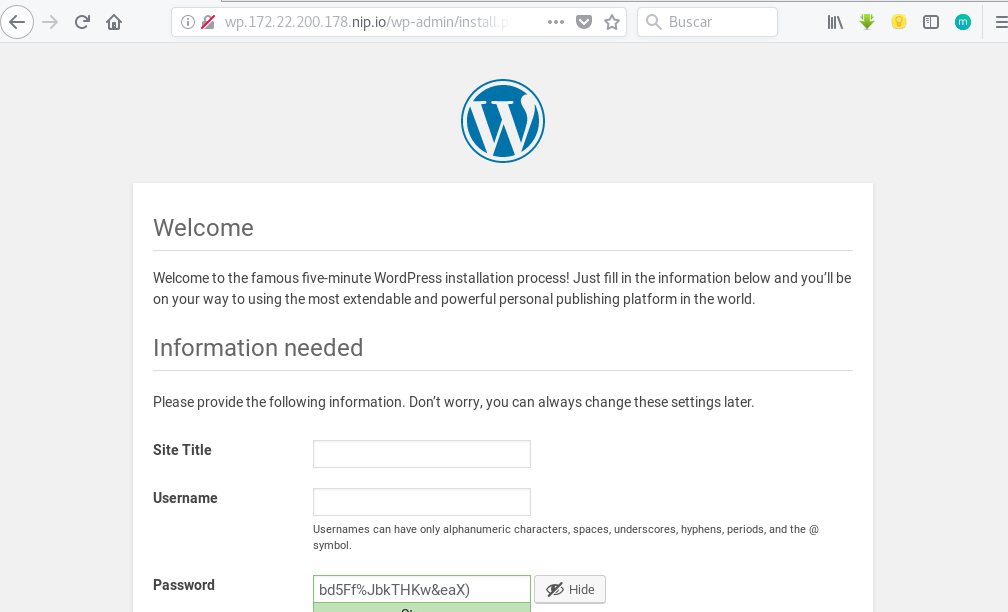 wp.172.22.200.178.nip.io/wp-admin/install.p
Buscar
m
Welcome
Welcome to the famous five-minute WordPress installation process! Just fill in the information below and you’ll be
on your way to using the most extendable and powerful personal publishing platform in the world.
Information needed
Please provide the following information. Don’t worry, you can always change these settings later.
Site Title
Username
Usernames can have only alphanumeric characters, spaces, underscores, hyphens, periods, and the @
symbol.
Password
bd5Ff%JbkTHKw&eaX)
Hide